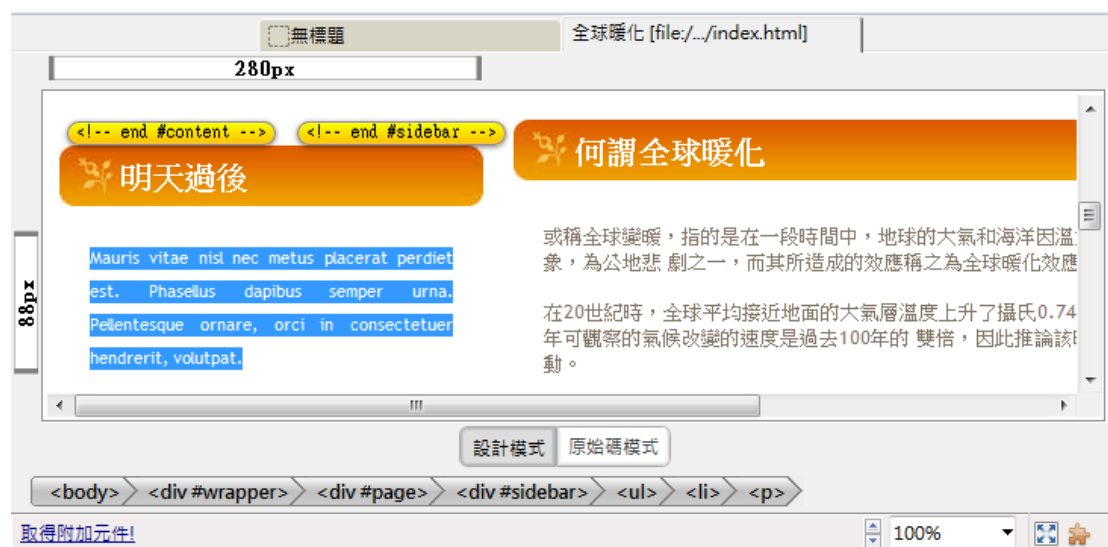 無標題
全球暖化 [file:/.../index.html]
280px
<!-- end #content -->
<!-- end #sidebar -->
明天過後
何謂全球暖化
Mauris vitae nisl nec metus placerat perdiet
est. Phasellus dapibus semper urna.
Pellentesque ornare, orci in consectetuer
hendrerit, volutpat.
88px
或稱全球變暖，指的是在一段時間中，地球的大氣和海洋因溫
象，為公地悲 劇之一，而其所造成的效應稱之為全球暖化效應
在20世紀時，全球平均接近地面的大氣層溫度上升了攝氏0.74
年可觀察的氣候改變的速度是過去100年的 雙倍，因此推論該
動。
設計模式
原始碼模式
<body> <div #wrapper> <div #page> <div #sidebar> <ul> <li> <p>
取得附加元件!
100%